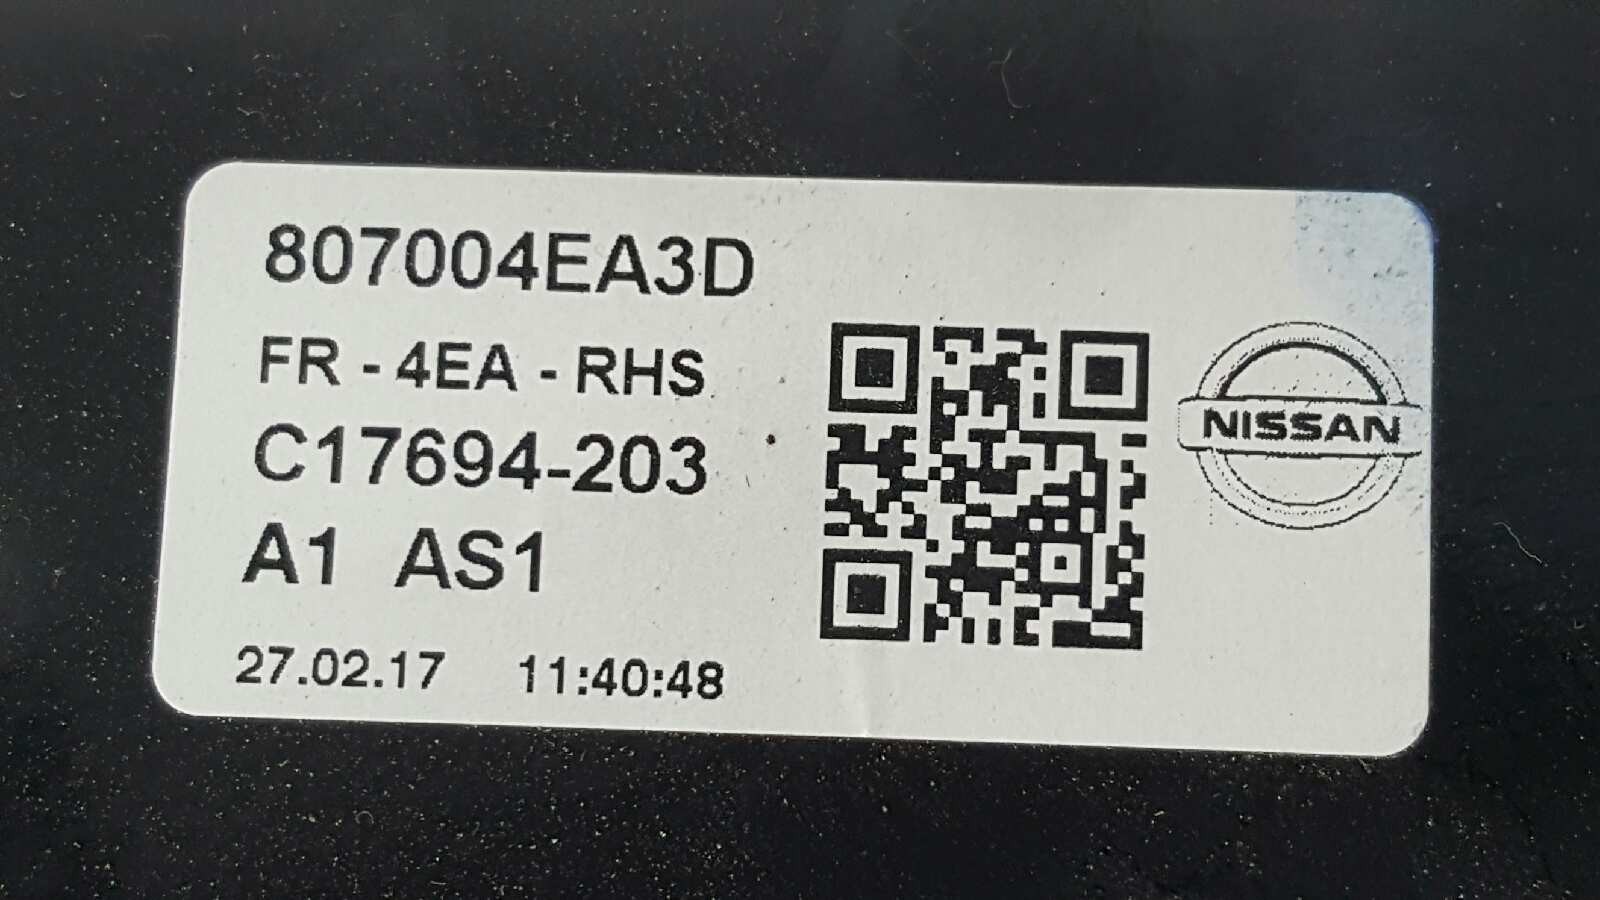 807004EA3D
FR - 4EA - RHS
C17694-203
A1 AS1
27.02.17 11:40:48
NISSAN